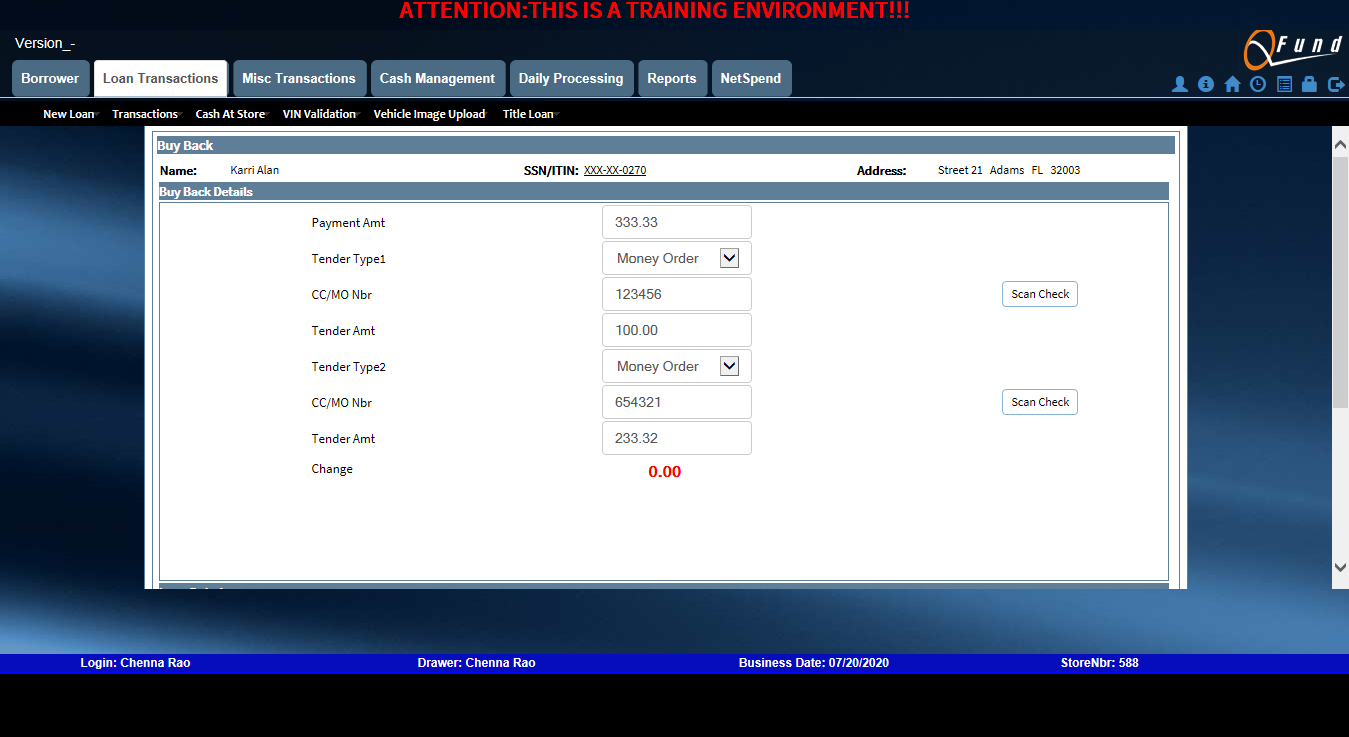 ATTENTION:THIS IS A TRAINING ENVIRONMENT!!!
Version_-
QFund
Borrower Loan Transactions Misc Transactions Cash Management Daily Processing Reports NetSpend
New Loan Transactions Cash At Store VIN Validation Vehicle Image Upload Title Loan
Buy Back
Name: Karri Alan SSN/ITIN: XXX-XX-0270 Address: Street 21 Adams FL 32003
Buy Back Details
Payment Amt 333.33
Tender Type1 Money Order
CC/MO Nbr 123456 Scan Check
Tender Amt 100.00
Tender Type2 Money Order
CC/MO Nbr 654321 Scan Check
Tender Amt 233.32
Change 0.00
Login: Chenna Rao Drawer: Chenna Rao Business Date: 07/20/2020 StoreNbr: 588